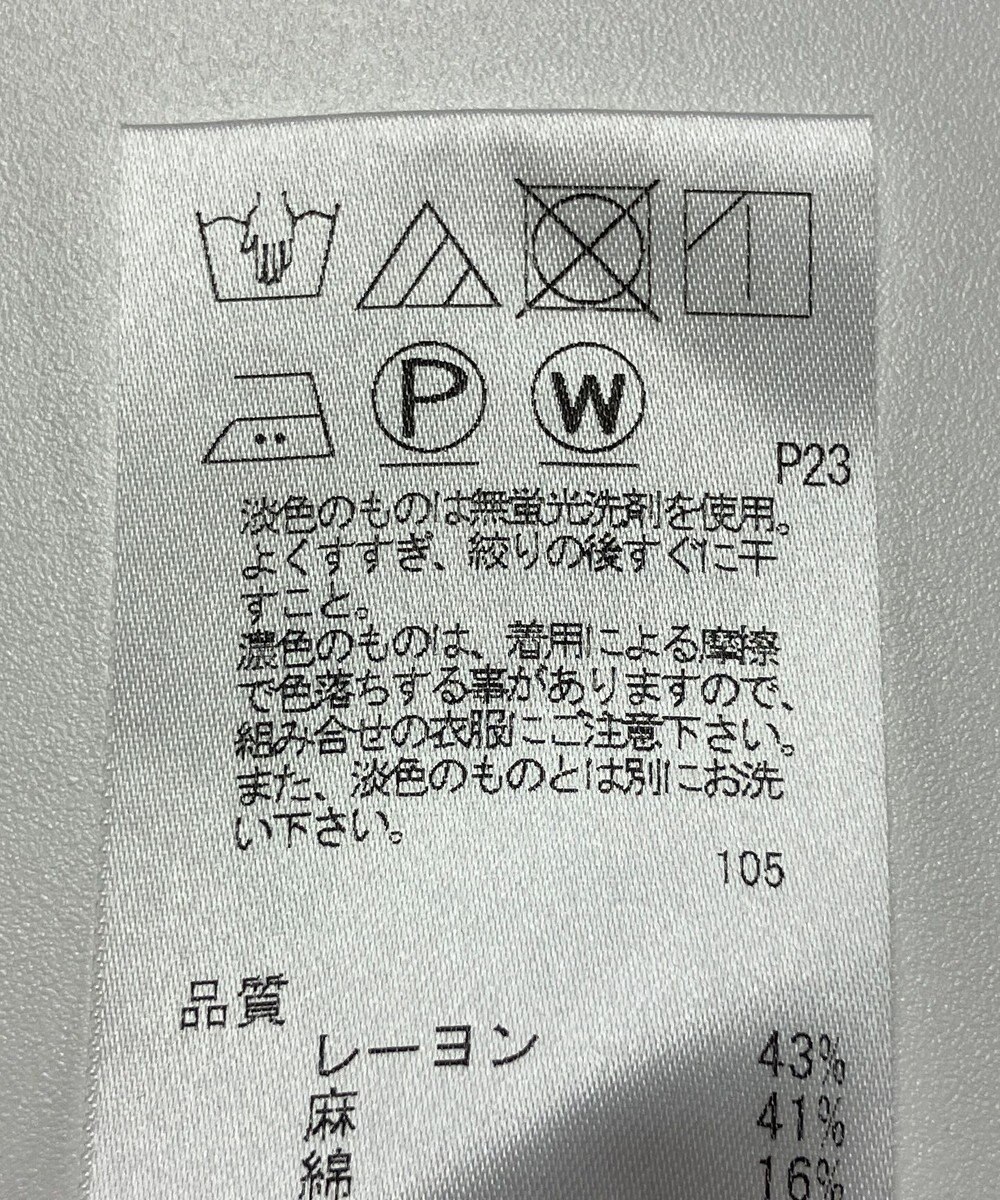 P
W
P23
淡色のものは無蛍光洗剤を使用。
よくすすぎ、絞りの後すぐに干
すこと。
濃色のものは、着用による摩擦
で色落ちする事がありますので、
組み合せの衣服にご注意下さい。
また、淡色のものとは別にお洗
い下さい。
105
品質
レーヨン 43%
麻 41%
綿 16%